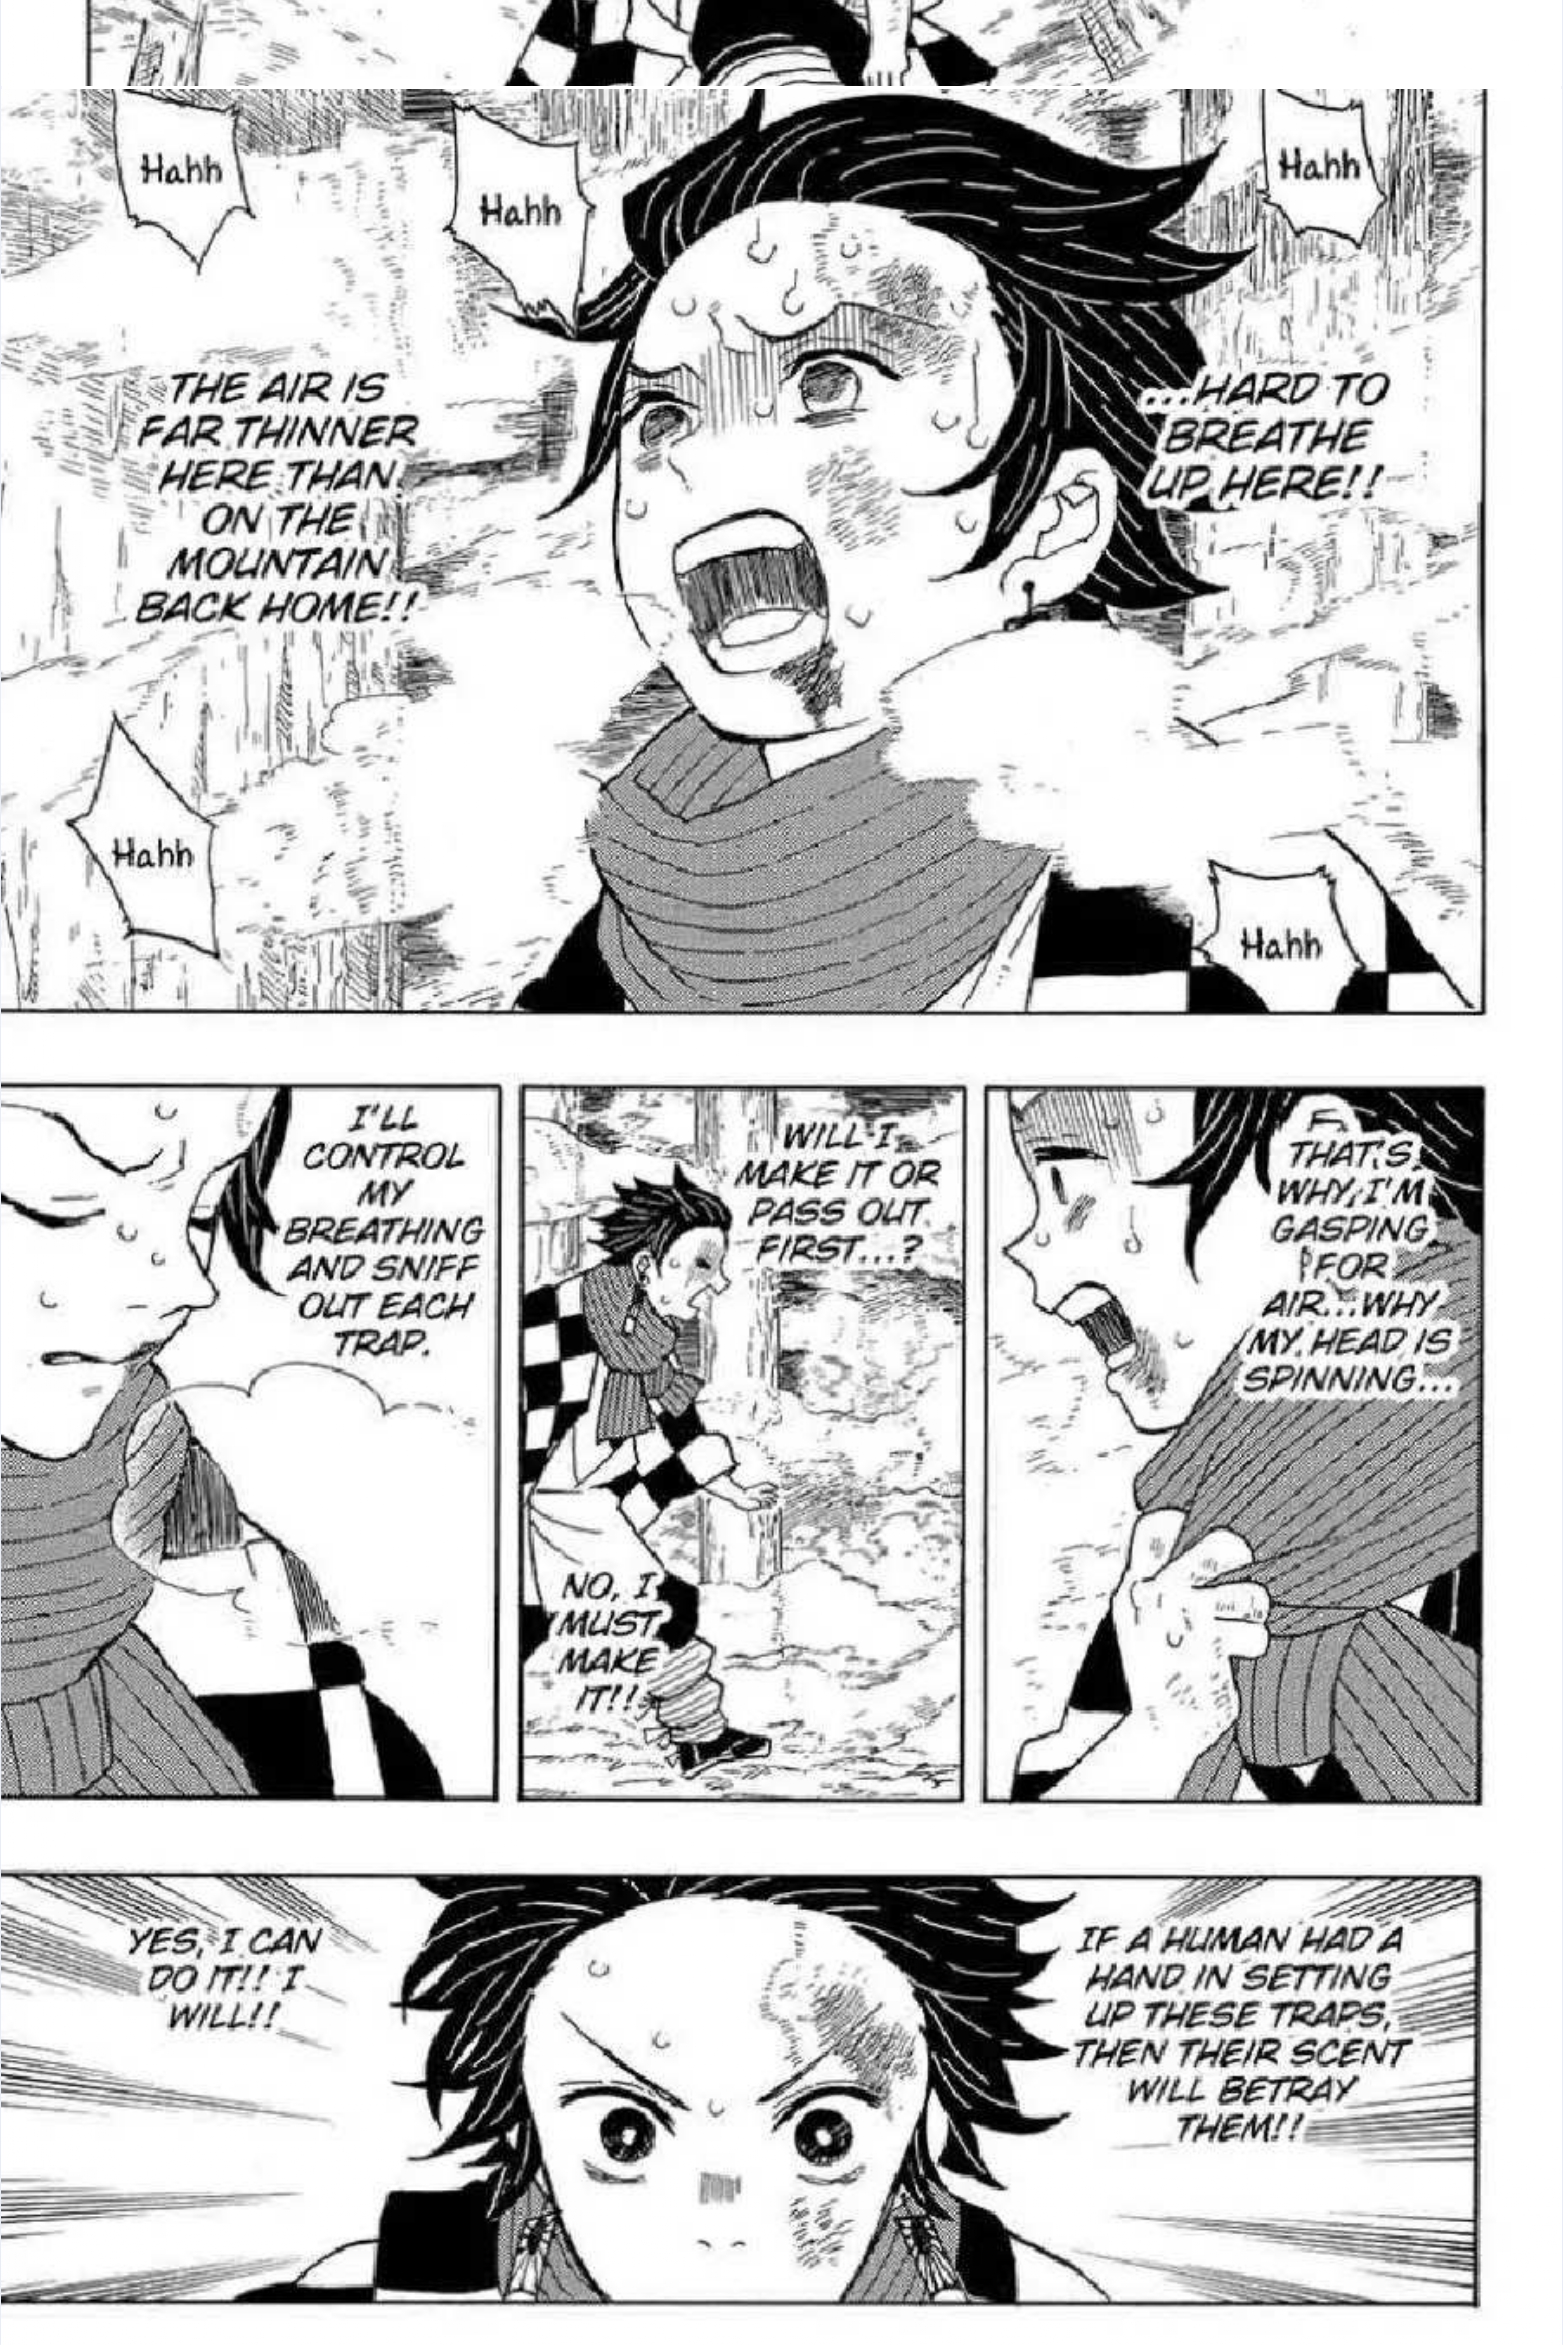 Hahh
...HARD TO
BREATHE
UP HERE!!
Hahh
THE AIR IS
FAR THINNER
HERE THAN
ON THE
MOUNTAIN
BACK HOME!!
Hahh
Hahh
Hahh
THAT'S
WHY I'M
GASPING
FOR
AIR...WHY
MY HEAD IS
SPINNING...
WILL I
MAKE IT OR
PASS OUT
FIRST...?
NO, I
MUST
MAKE
IT!!
I'LL
CONTROL
MY
BREATHING
AND SNIFF
OUT EACH
TRAP.
IF A HUMAN HAD A
HAND IN SETTING
UP THESE TRAPS,
THEN THEIR SCENT
WILL BETRAY
THEM!!
YES, I CAN
DO IT!! I
WILL!!